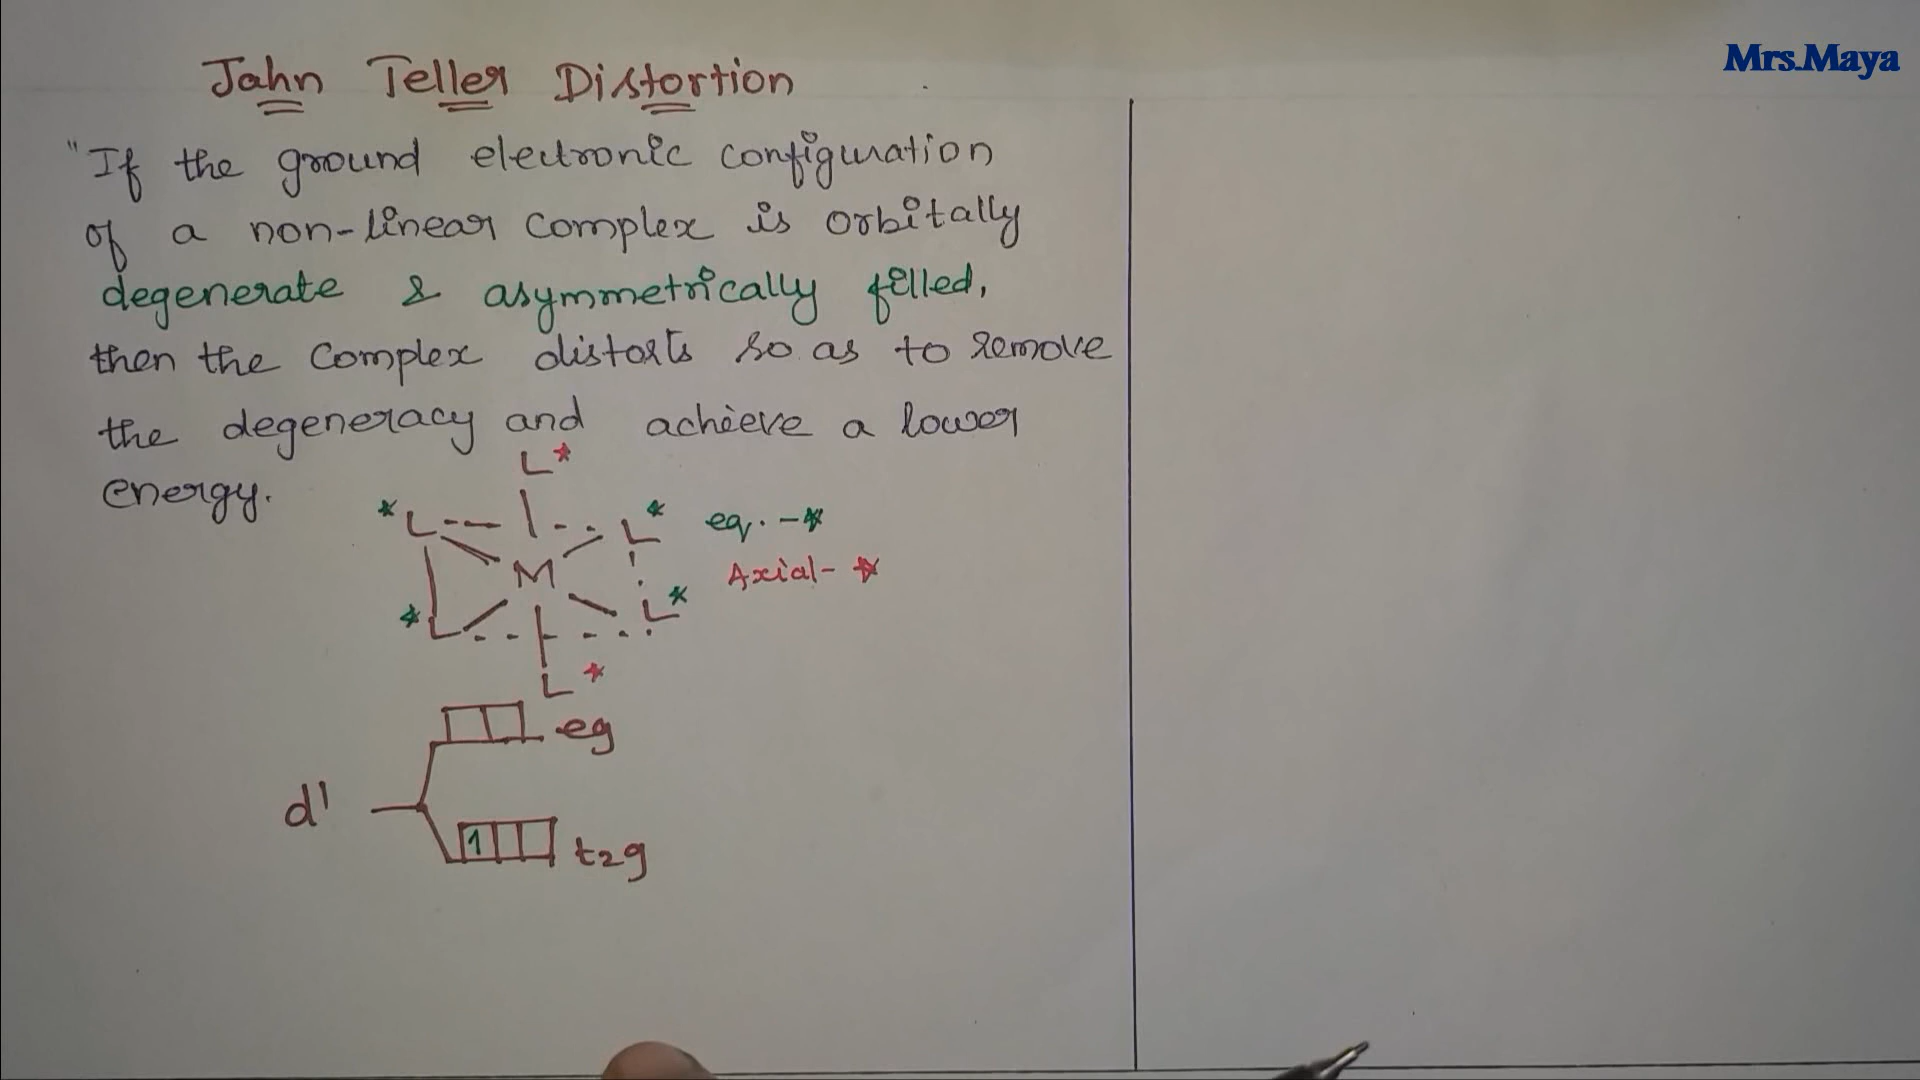 Mrs.Maya
Jahn Teller Distortion
"If the ground electronic configuration
of a non-linear complex is orbitally
degenerate & asymmetrically filled,
then the complex distorts so as to remove
the degeneracy and achieve a lower
energy.
L*
*L L* eq. - *
M Axial - *
*L L*
L*
eg
d1
1 t2g